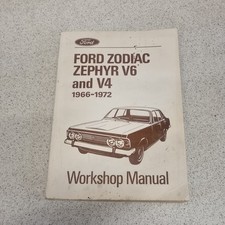 Ford
FORD ZODIAC
ZEPHYR V6
and V4
1966-1972
Workshop Manual